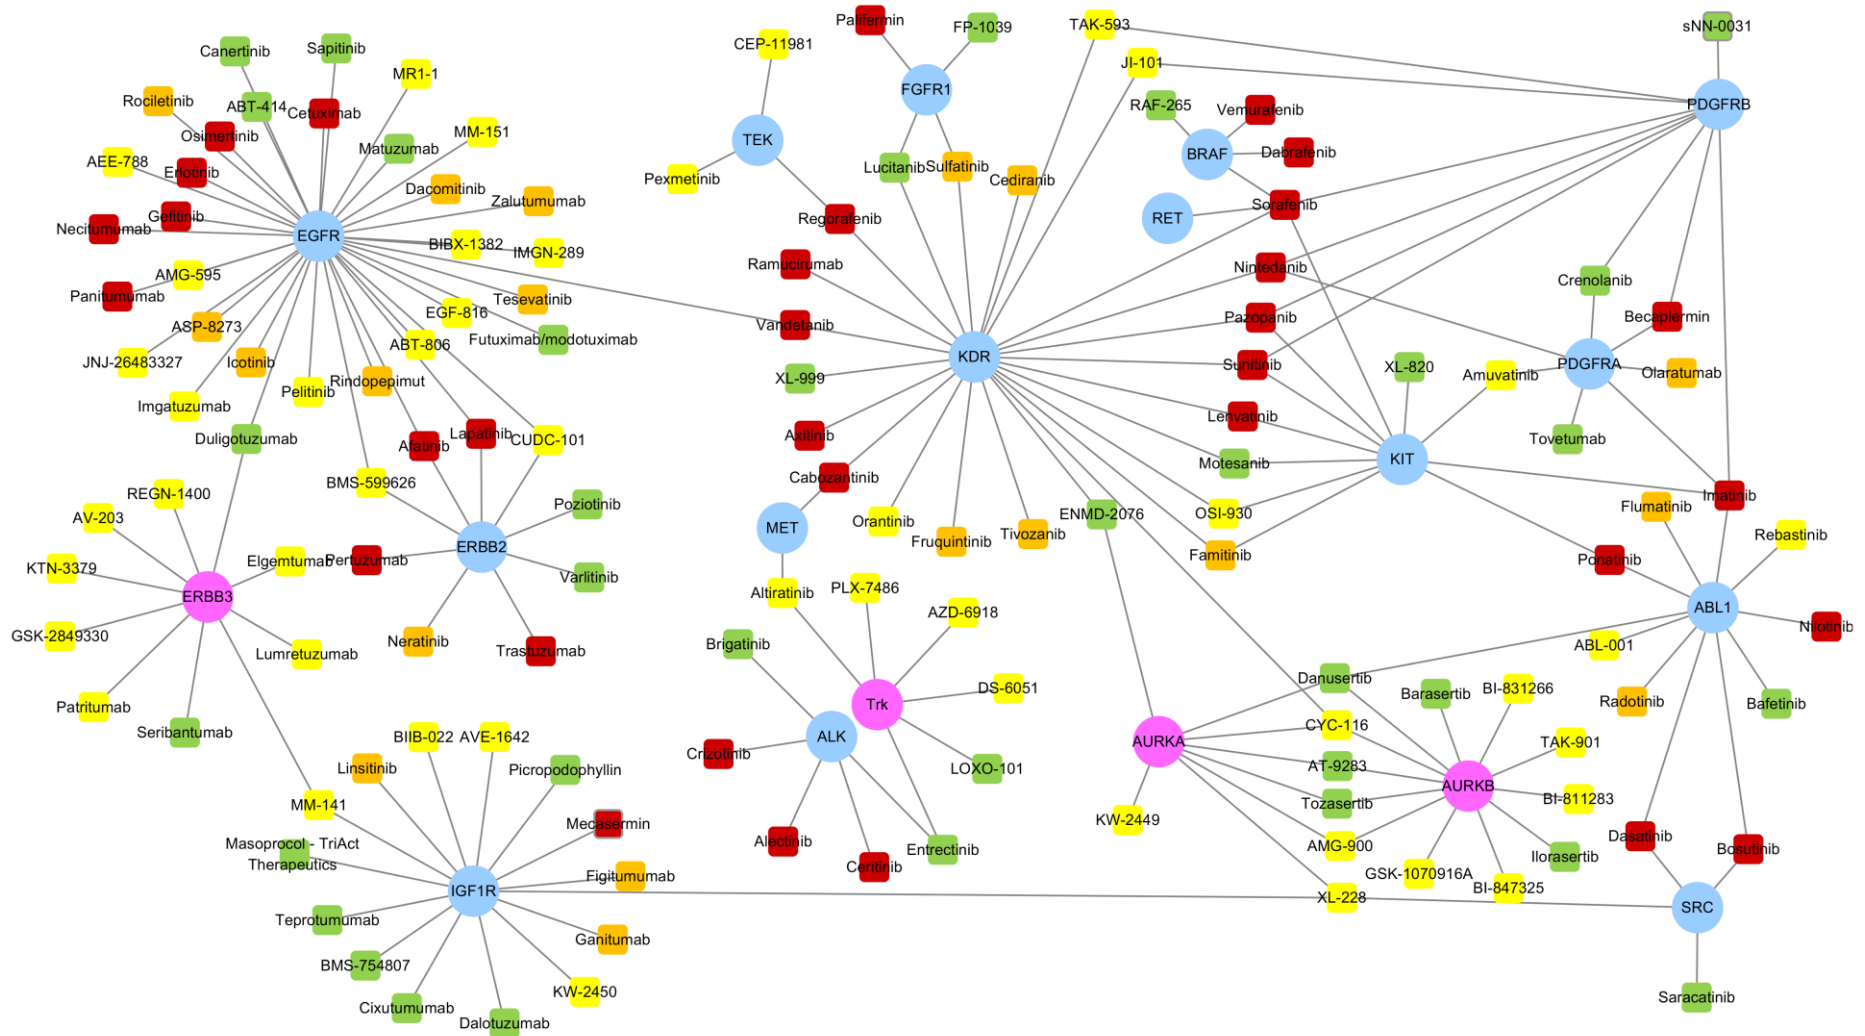 Palifermin
FP-1039
TAK-593
sNN-0031
Canertinib
Sapitinib
CEP-11981
JI-101
MR1-1
FGFR1
Rociletinib
ABT-414
Cetuximab
RAF-265
Vemurafenib
PDGFRB
Osimertinib
MM-151
TEK
Matuzumab
BRAF
Dabrafenib
AEE-788
Erlotinib
Lucitanib
Sulfatinib
Cediranib
Pexmetinib
Dacomitinib
Zalutumumab
Gefitinib
Necitumumab
EGFR
Regorafenib
RET
Sorafenib
BIBX-1382
IMGN-289
AMG-595
Ramucirumab
Nintedanib
Crenolanib
Panitumumab
Tesevatinib
EGF-816
ASP-8273
Vandetanib
Pazopanib
Becaplermin
Futuximab/modotuximab
ABT-806
KDR
JNJ-26483327
Icotinib
Sunitinib
XL-820
Amuvatinib
PDGFRA
Olaratumab
Rindopepimut
XL-999
Pelitinib
Imgatuzumab
Lenvatinib
Duligotuzumab
Afatinib
Lapatinib
CUDC-101
Axitinib
Tovetumab
Motesanib
KIT
Cabozantinib
BMS-599626
REGN-1400
Imatinib
Poziotinib
AV-203
MET
Orantinib
ENMD-2076
OSI-930
Flumatinib
Fruquintinib
Tivozanib
Rebastinib
ERBB2
Elgemtumab
Pertuzumab
Famitinib
Ponatinib
KTN-3379
Varlitinib
ERBB3
Altiratinib
PLX-7486
AZD-6918
ABL1
Nilotinib
GSK-2849330
Neratinib
Trastuzumab
Brigatinib
ABL-001
Lumretuzumab
Danusertib
DS-6051
Barasertib
BI-831266
Radotinib
Bafetinib
Patritumab
Trk
Seribantumab
CYC-116
BIIB-022
AVE-1642
ALK
AURKA
TAK-901
Crizotinib
LOXO-101
AT-9283
Linsitinib
Picropodophyllin
AURKB
MM-141
Tozasertib
BI-811283
KW-2449
Mecasermin
Dasatinib
Masoprocol - TriAct
Therapeutics
Alectinib
Entrectinib
AMG-900
Ilorasertib
Bosutinib
Ceritinib
GSK-1070916A
Figitumumab
IGF1R
BI-847325
XL-228
SRC
Teprotumumab
Ganitumab
BMS-754807
KW-2450
Saracatinib
Cixutumumab
Dalotuzumab